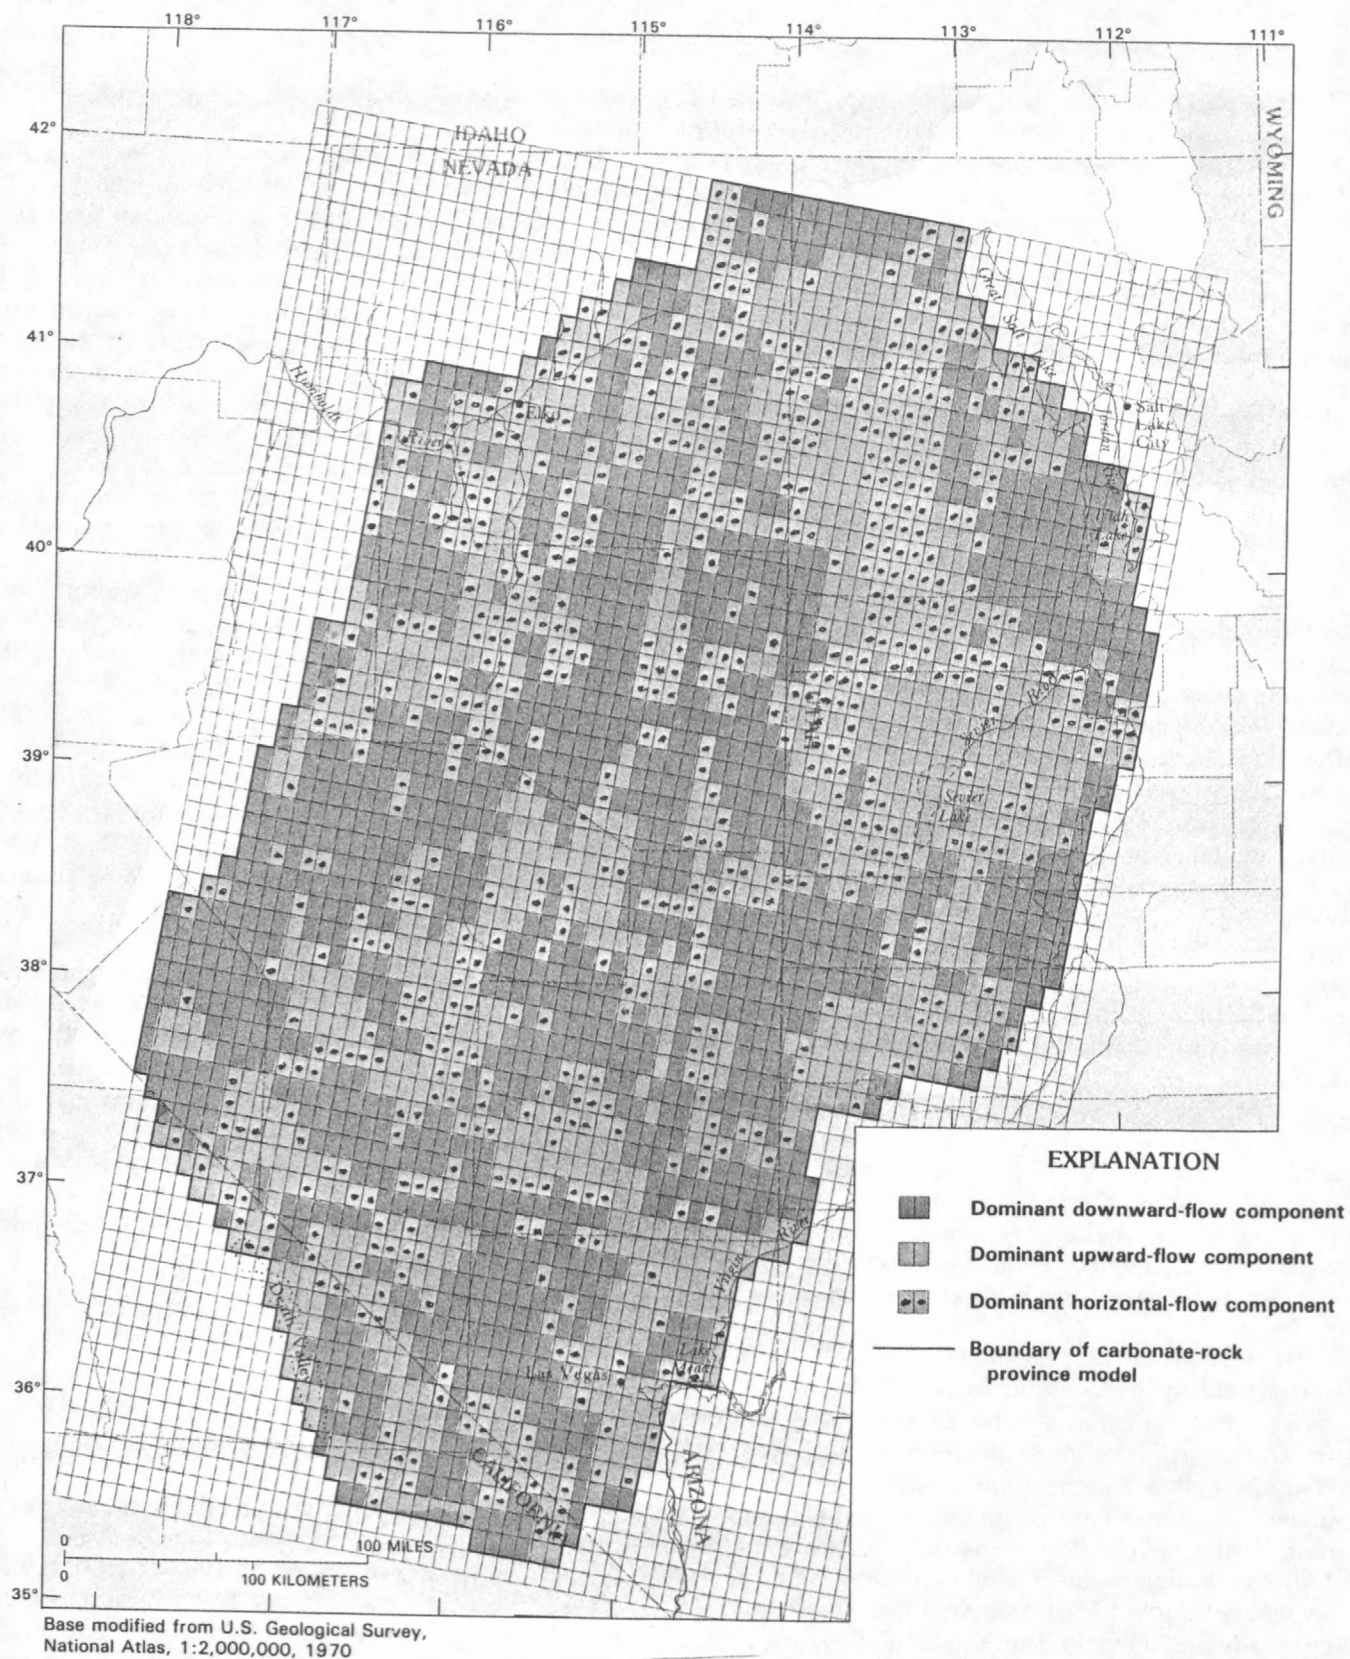 118°
117°
116°
115°
114°
113°
112°
111°
42°
41°
40°
39°
38°
37°
36°
35°
IDAHO
NEVADA
WYOMING
Great Salt Lake
Humboldt
River
Elko
Salt
Lake
City
Jordan
River
Utah
Lake
UTAH
Sevier
River
Sevier
Lake
Virgin
River
Death Valley
Las Vegas
Lake
Mead
CALIFORNIA
ARIZONA
EXPLANATION
Dominant downward-flow component
Dominant upward-flow component
Dominant horizontal-flow component
Boundary of carbonate-rock
province model
0
100 MILES
0
100 KILOMETERS
Base modified from U.S. Geological Survey,
National Atlas, 1:2,000,000, 1970